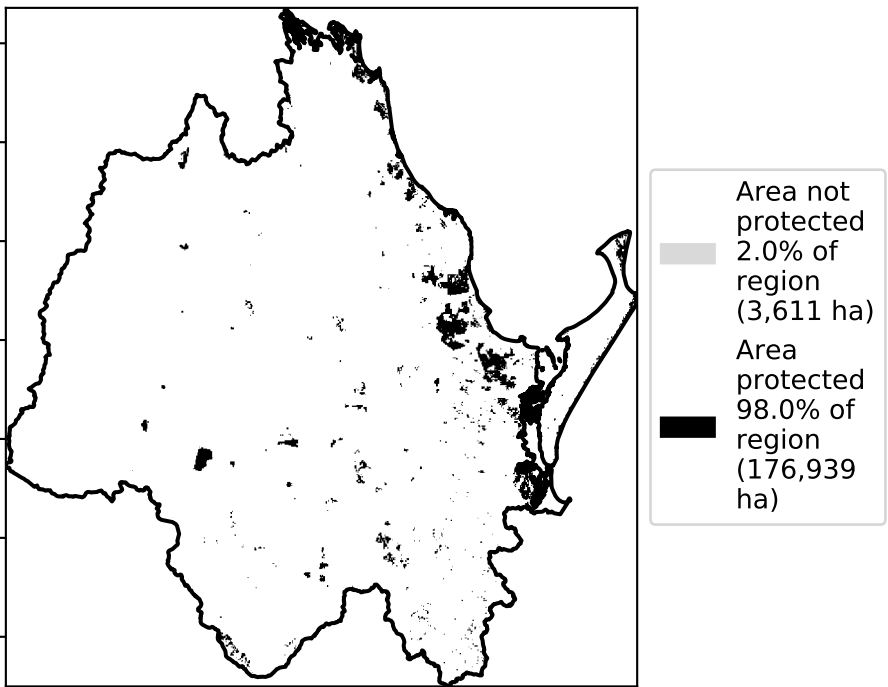 Area not
protected
2.0% of
region
(3,611 ha)
Area
protected
98.0% of
region
(176,939
ha)